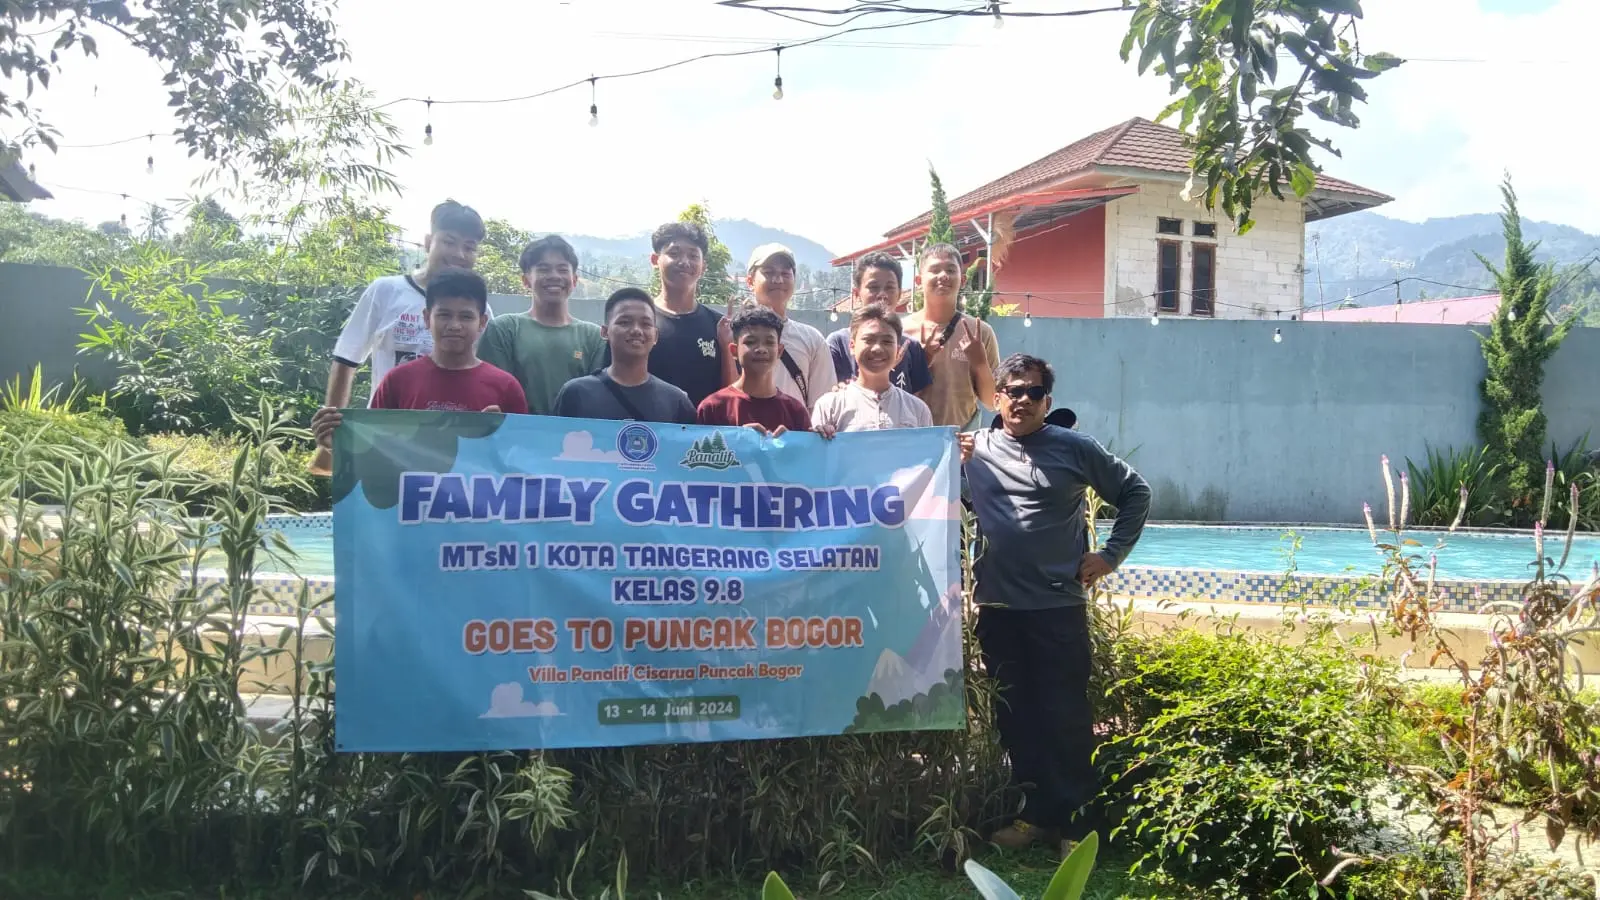 Panalif
FAMILY GATHERING
MTsN 1 KOTA TANGERANG SELATAN
KELAS 9.8
GOES TO PUNCAK BOGOR
Villa Panalif Cisarua Puncak Bogor
13 - 14 Juni 2024